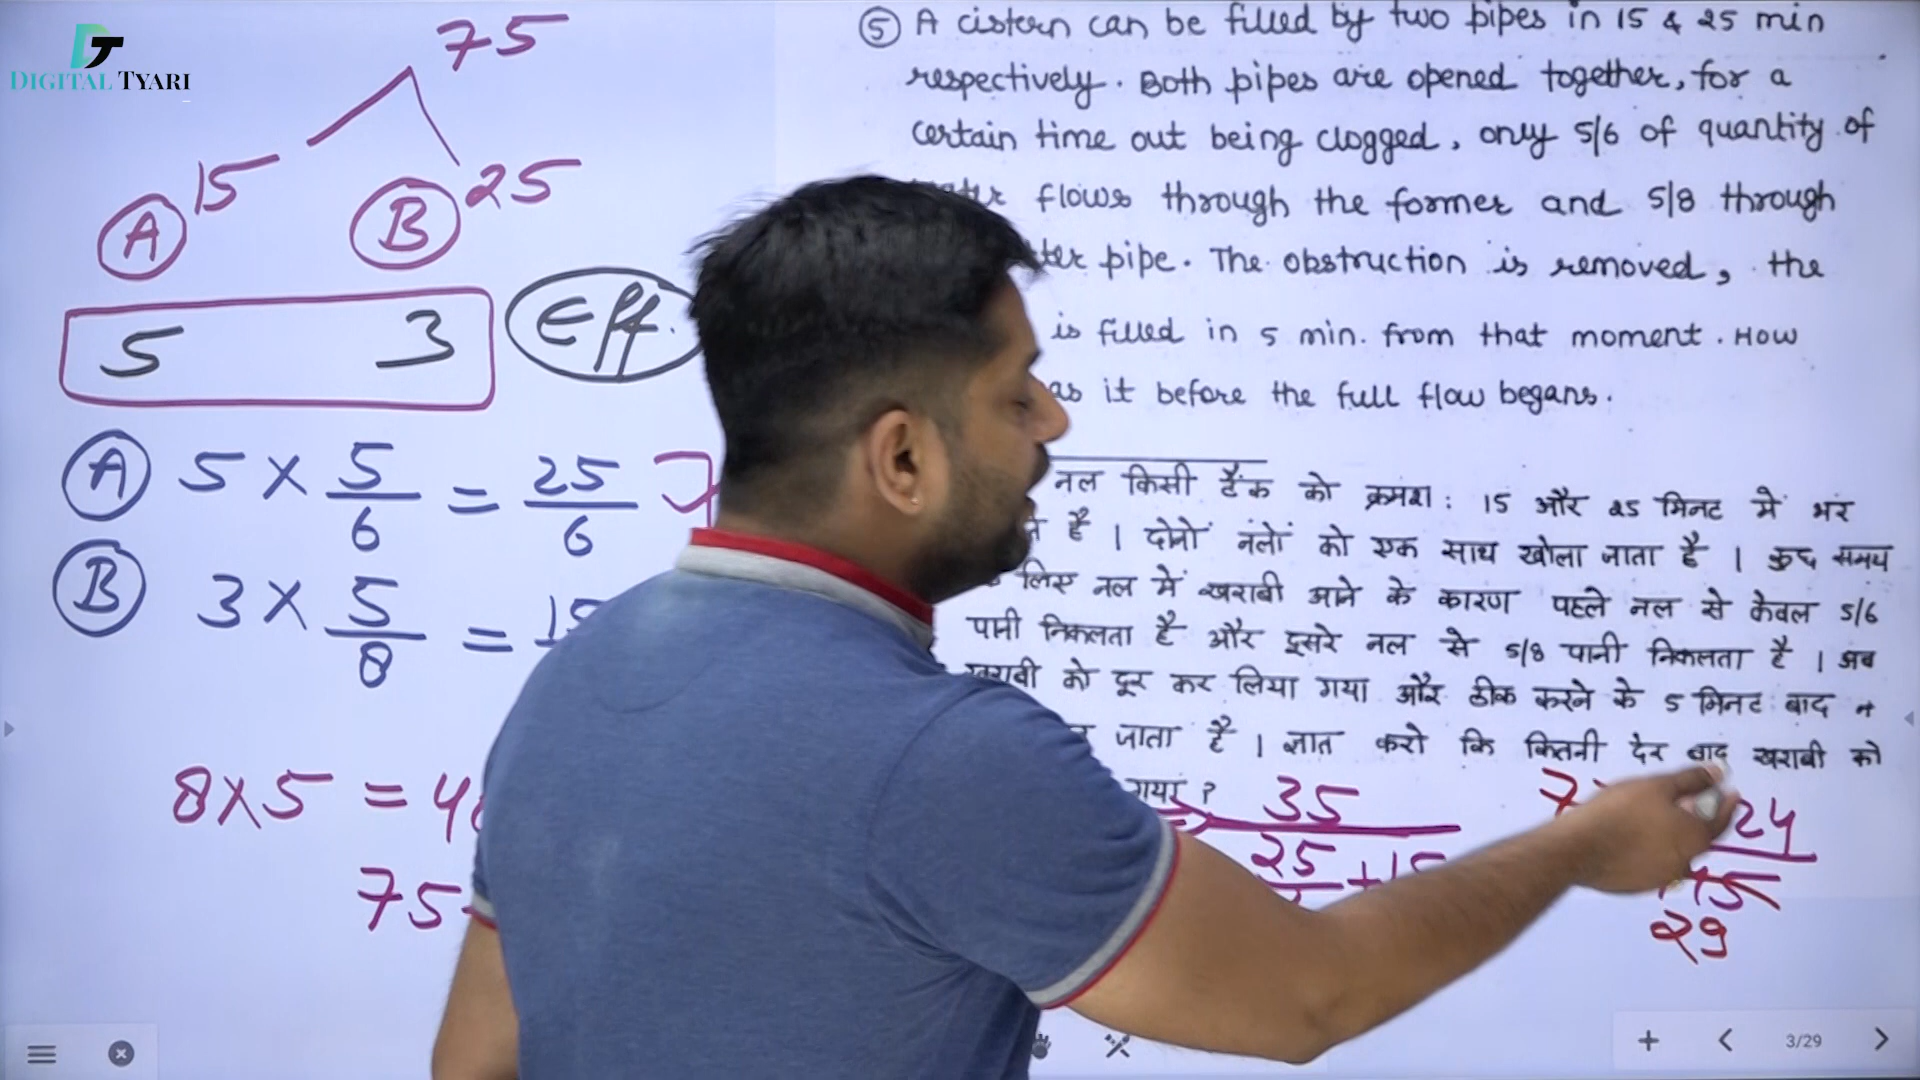 DIGITAL TYARI
75
15 25
A B
5 3 Eff.
A 5 × 5/6 = 25/6
B 3 × 5/8 =
8×5 =
75
⑤ A cistern can be filled by two pipes in 15 & 25 min
respectively. Both pipes are opened together, for a
certain time out being clogged, only 5/6 of quantity of
flows through the former and 5/8 through
pipe. The obstruction is removed, the
is filled in 5 min. from that moment. How
it before the full flow begans.
नल किसी टैंक को क्रमश: 15 और 25 मिनट में भर
है । दोनों नलों को एक साथ खोला जाता है । कुछ समय
लिए नल में खराबी आने के कारण पहले नल से केवल 5/6
पानी निकलता है और दूसरे नल से 5/8 पानी निकलता है । अब
को दूर कर लिया गया और ठीक करने के 5 मिनट बाद
जाता है । ज्ञात करो कि कितनी देर बाद खराबी को
गया ?
35
25 +
24
29
3/29